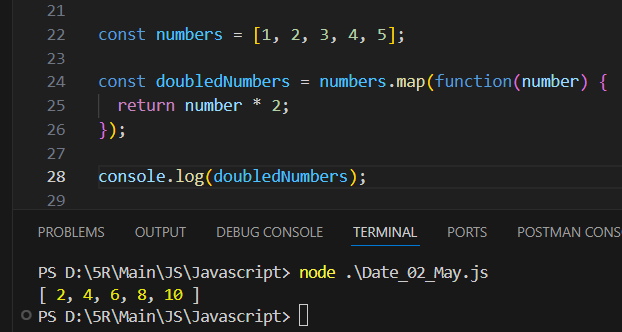 21
22 const numbers = [1, 2, 3, 4, 5];
23
24 const doubledNumbers = numbers.map(function(number) {
25   return number * 2;
26 });
27
28 console.log(doubledNumbers);
29
PROBLEMS OUTPUT DEBUG CONSOLE TERMINAL PORTS POSTMAN CONS
PS D:\5R\Main\JS\Javascript> node .\Date_02_May.js
[ 2, 4, 6, 8, 10 ]
PS D:\5R\Main\JS\Javascript>